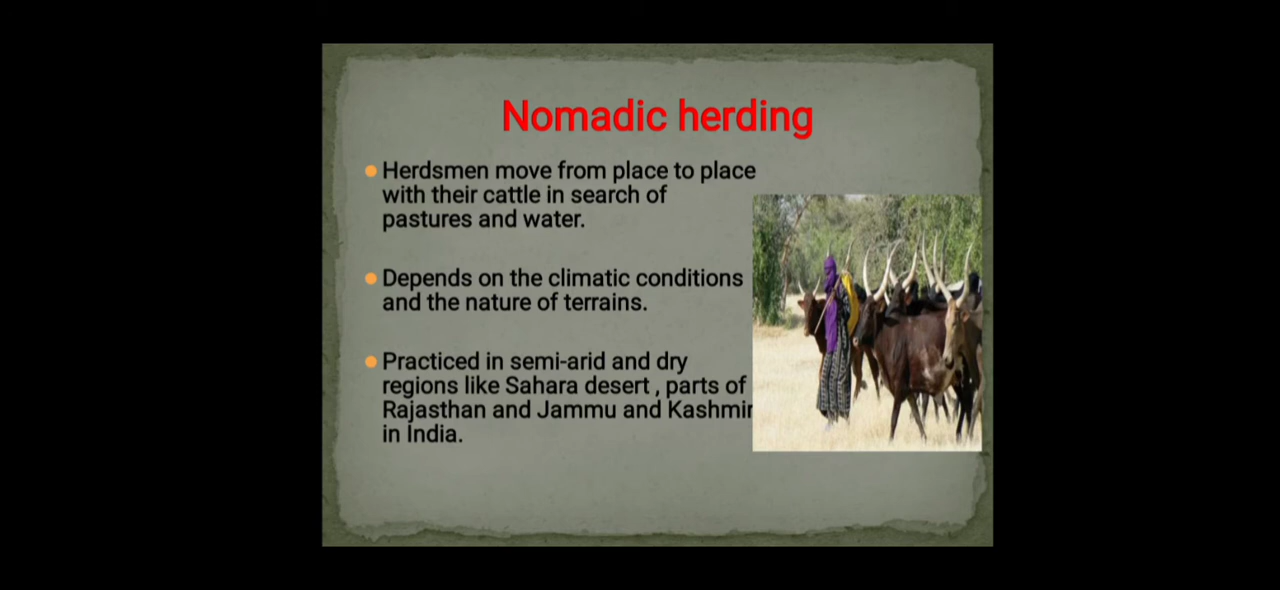 Nomadic herding
Herdsmen move from place to place
with their cattle in search of
pastures and water.
Depends on the climatic conditions
and the nature of terrains.
Practiced in semi-arid and dry
regions like Sahara desert , parts of
Rajasthan and Jammu and Kashmir
in India.